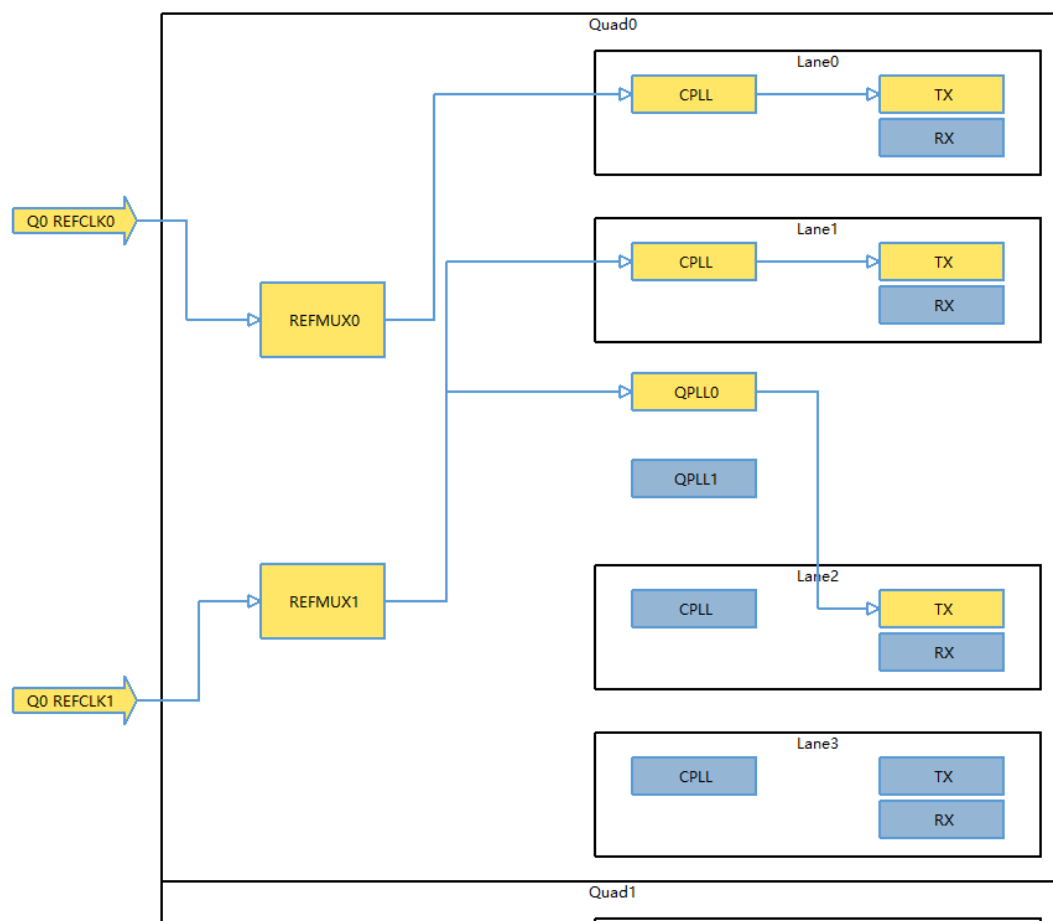 Quad0
Lane0
CPLL
TX
RX
Q0 REFCLK0
Lane1
CPLL
TX
REFMUX0
RX
QPLL0
QPLL1
Lane2
REFMUX1
CPLL
TX
RX
Q0 REFCLK1
Lane3
CPLL
TX
RX
Quad1